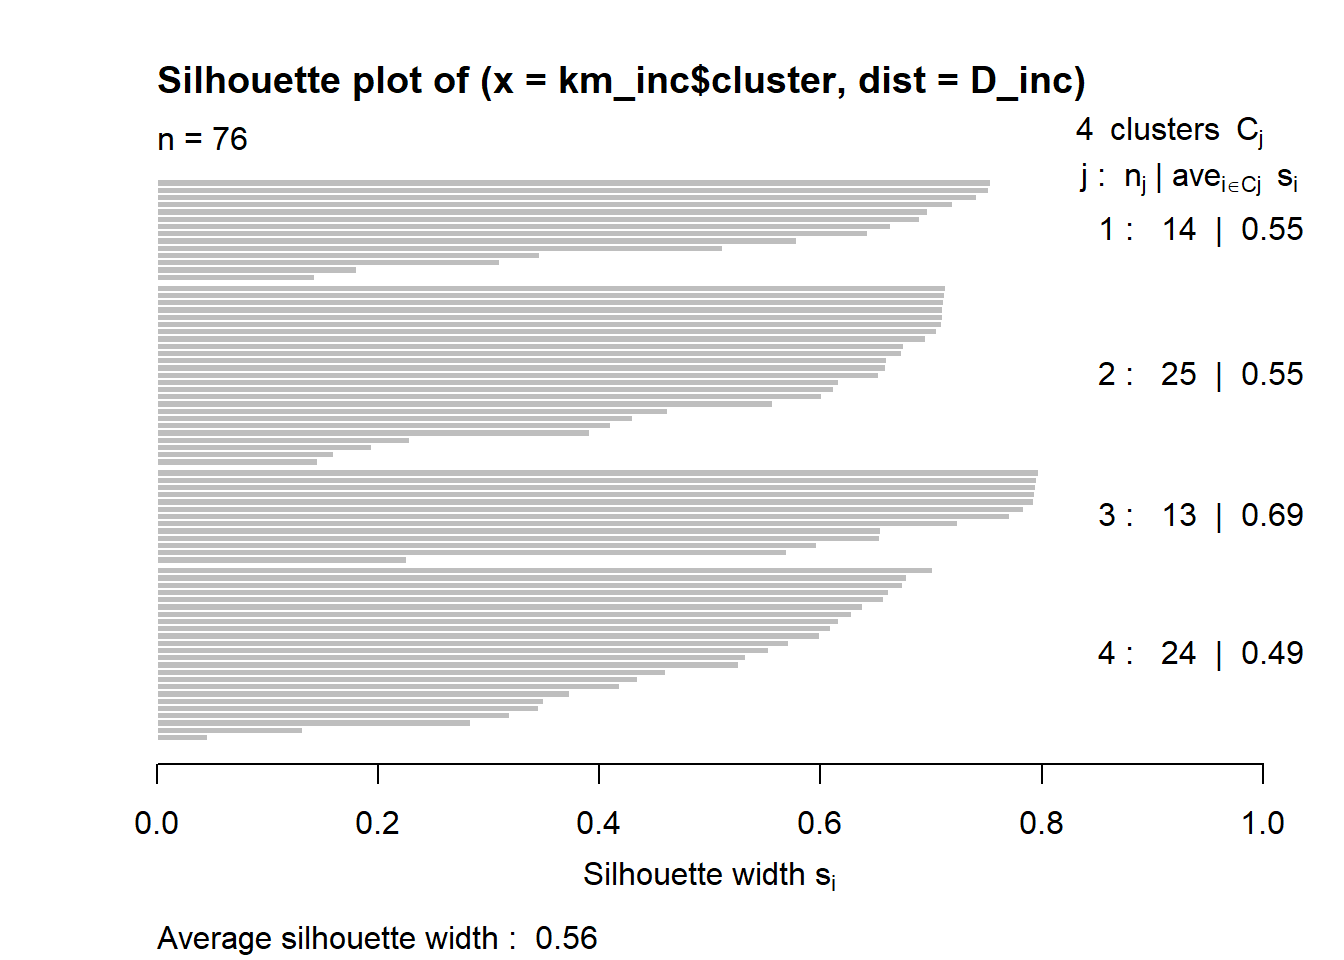 Silhouette plot of (x = km_inc$cluster, dist = D_inc)
n = 76
4 clusters Cj
j : nj | avei∈Cj si
1 : 14 | 0.55
2 : 25 | 0.55
3 : 13 | 0.69
4 : 24 | 0.49
0.0 0.2 0.4 0.6 0.8 1.0
Silhouette width si
Average silhouette width : 0.56